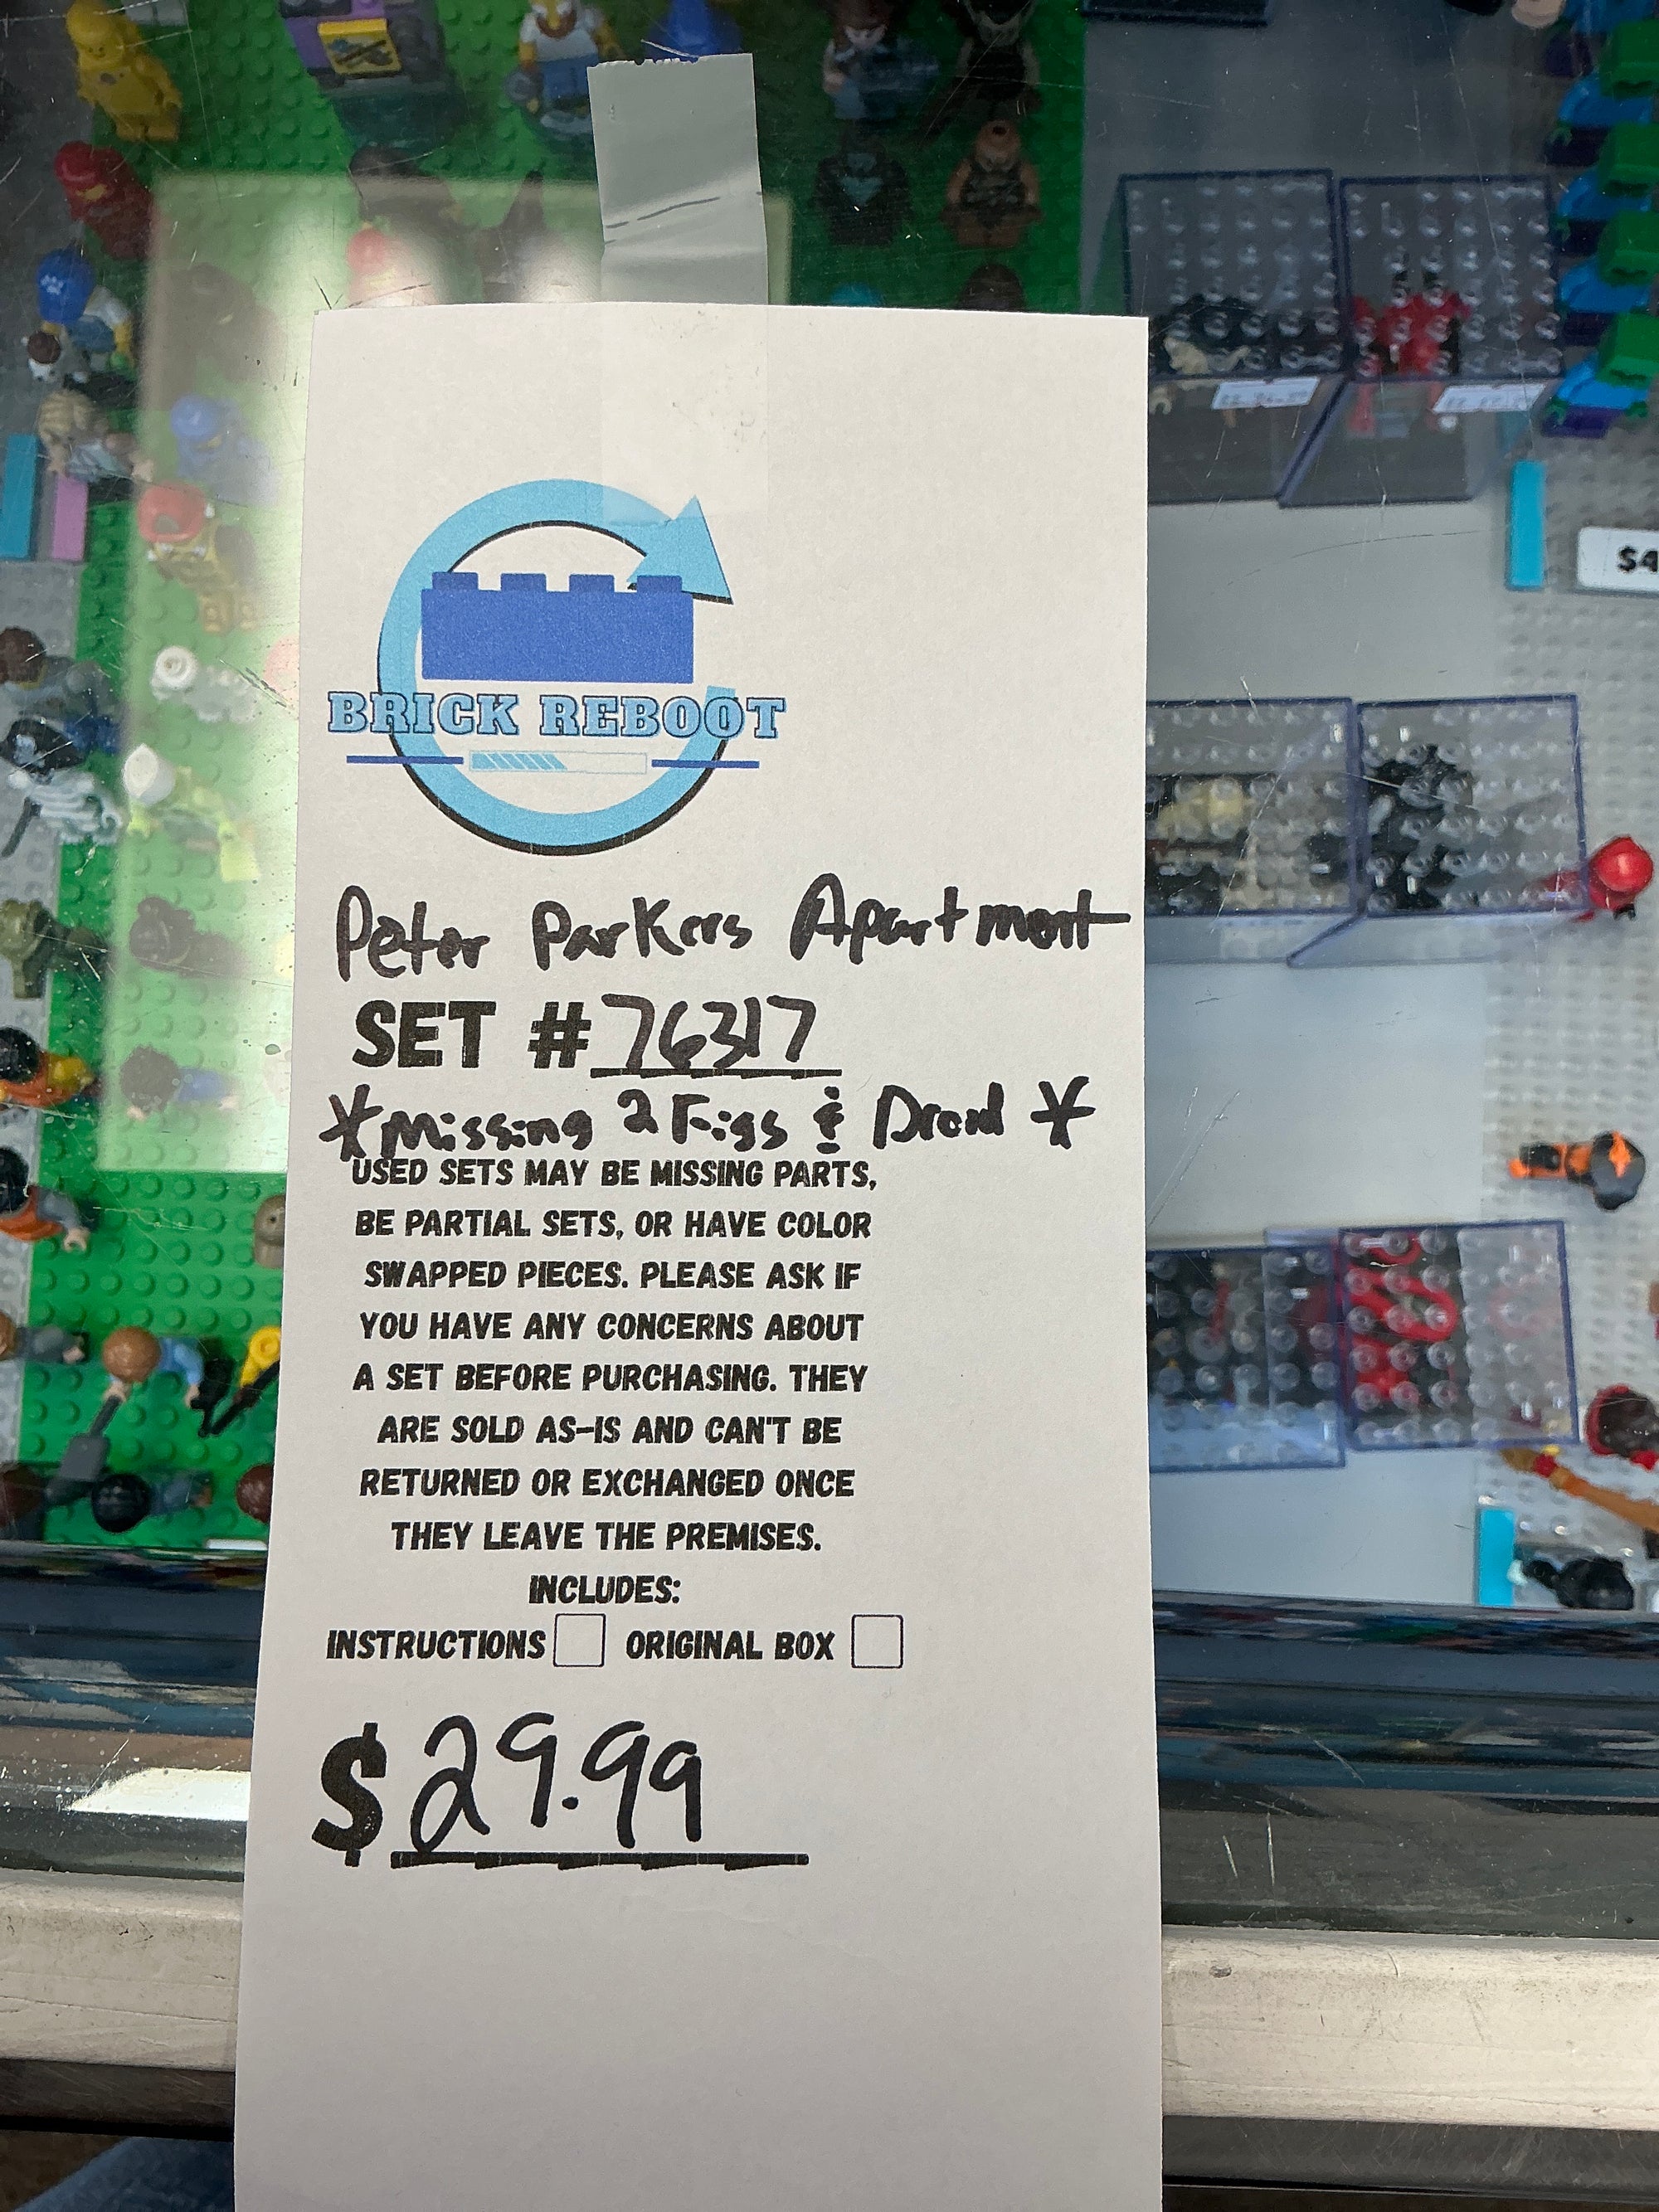 BRICK REBOOT
Peter Parkers Apartment
SET # 76317
*Missing 2 Figs & Droid *
USED SETS MAY BE MISSING PARTS,
BE PARTIAL SETS, OR HAVE COLOR
SWAPPED PIECES. PLEASE ASK IF
YOU HAVE ANY CONCERNS ABOUT
A SET BEFORE PURCHASING. THEY
ARE SOLD AS-IS AND CAN'T BE
RETURNED OR EXCHANGED ONCE
THEY LEAVE THE PREMISES.
INCLUDES:
INSTRUCTIONS ORIGINAL BOX
$29.99
$4